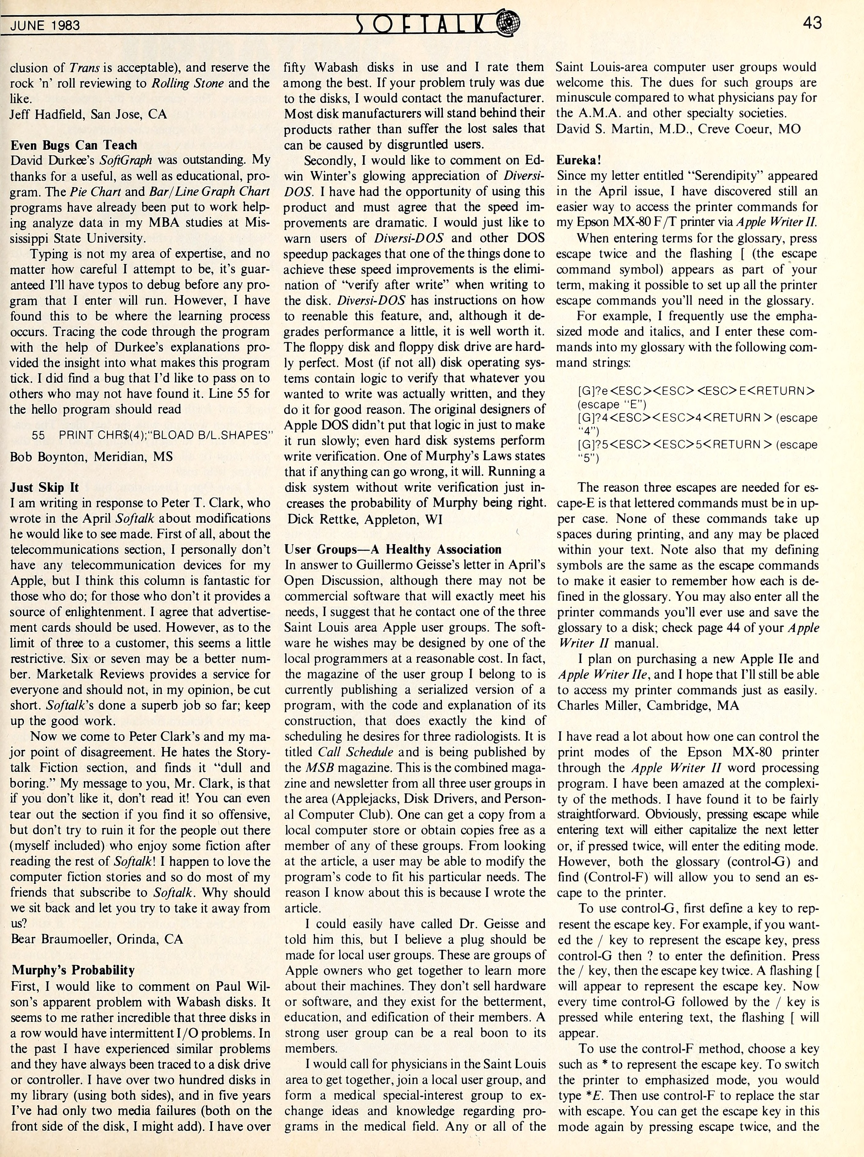 JUNE 1983
SOFTALK
43
clusion of Trans is acceptable), and reserve the
rock 'n' roll reviewing to Rolling Stone and the
like.
Jeff Hadfield, San Jose, CA
Even Bugs Can Teach
David Durkee's SoftGraph was outstanding. My
thanks for a useful, as well as educational, pro-
gram. The Pie Chart and Bar/Line Graph Chart
programs have already been put to work help-
ing analyze data in my MBA studies at Mis-
sissippi State University.
Typing is not my area of expertise, and no
matter how careful I attempt to be, it's guar-
anteed I'll have typos to debug before any pro-
gram that I enter will run. However, I have
found this to be where the learning process
occurs. Tracing the code through the program
with the help of Durkee's explanations pro-
vided the insight into what makes this program
tick. I did find a bug that I'd like to pass on to
others who may not have found it. Line 55 for
the hello program should read
55 PRINT CHR$(4);"BLOAD B/L.SHAPES"
Bob Boynton, Meridian, MS
Just Skip It
I am writing in response to Peter T. Clark, who
wrote in the April Softalk about modifications
he would like to see made. First of all, about the
telecommunications section, I personally don't
have any telecommunication devices for my
Apple, but I think this column is fantastic for
those who do; for those who don't it provides a
source of enlightenment. I agree that advertise-
ment cards should be used. However, as to the
limit of three to a customer, this seems a little
restrictive. Six or seven may be a better num-
ber. Marketalk Reviews provides a service for
everyone and should not, in my opinion, be cut
short. Softalk's done a superb job so far; keep
up the good work.
Now we come to Peter Clark's and my ma-
jor point of disagreement. He hates the Story-
talk Fiction section, and finds it "dull and
boring." My message to you, Mr. Clark, is that
if you don't like it, don't read it! You can even
tear out the section if you find it so offensive,
but don't try to ruin it for the people out there
(myself included) who enjoy some fiction after
reading the rest of Softalk! I happen to love the
computer fiction stories and so do most of my
friends that subscribe to Softalk. Why should
we sit back and let you try to take it away from
us?
Bear Braumoeller, Orinda, CA
Murphy's Probability
First, I would like to comment on Paul Wil-
son's apparent problem with Wabash disks. It
seems to me rather incredible that three disks in
a row would have intermittent I/O problems. In
the past I have experienced similar problems
and they have always been traced to a disk drive
or controller. I have over two hundred disks in
my library (using both sides), and in five years
I've had only two media failures (both on the
front side of the disk, I might add). I have over
fifty Wabash disks in use and I rate them
among the best. If your problem truly was due
to the disks, I would contact the manufacturer.
Most disk manufacturers will stand behind their
products rather than suffer the lost sales that
can be caused by disgruntled users.
Secondly, I would like to comment on Ed-
win Winter's glowing appreciation of Diversi-
DOS. I have had the opportunity of using this
product and must agree that the speed im-
provements are dramatic. I would just like to
warn users of Diversi-DOS and other DOS
speedup packages that one of the things done to
achieve these speed improvements is the elimi-
nation of "verify after write" when writing to
the disk. Diversi-DOS has instructions on how
to reenable this feature, and, although it de-
grades performance a little, it is well worth it.
The floppy disk and floppy disk drive are hard-
ly perfect. Most (if not all) disk operating sys-
tems contain logic to verify that whatever you
wanted to write was actually written, and they
do it for good reason. The original designers of
Apple DOS didn't put that logic in just to make
it run slowly; even hard disk systems perform
write verification. One of Murphy's Laws states
that if anything can go wrong, it will. Running a
disk system without write verification just in-
creases the probability of Murphy being right.
Dick Rettke, Appleton, WI
User Groups—A Healthy Association
In answer to Guillermo Geisse's letter in April's
Open Discussion, although there may not be
commercial software that will exactly meet his
needs, I suggest that he contact one of the three
Saint Louis area Apple user groups. The soft-
ware he wishes may be designed by one of the
local programmers at a reasonable cost. In fact,
the magazine of the user group I belong to is
currently publishing a serialized version of a
program, with the code and explanation of its
construction, that does exactly the kind of
scheduling he desires for three radiologists. It is
titled Call Schedule and is being published by
the MSB magazine. This is the combined maga-
zine and newsletter from all three user groups in
the area (Applejacks, Disk Drivers, and Person-
al Computer Club). One can get a copy from a
local computer store or obtain copies free as a
member of any of these groups. From looking
at the article, a user may be able to modify the
program's code to fit his particular needs. The
reason I know about this is because I wrote the
article.
I could easily have called Dr. Geisse and
told him this, but I believe a plug should be
made for local user groups. These are groups of
Apple owners who get together to learn more
about their machines. They don't sell hardware
or software, and they exist for the betterment,
education, and edification of their members. A
strong user group can be a real boon to its
members.
I would call for physicians in the Saint Louis
area to get together, join a local user group, and
form a medical special-interest group to ex-
change ideas and knowledge regarding pro-
grams in the medical field. Any or all of the
Saint Louis-area computer user groups would
welcome this. The dues for such groups are
minuscule compared to what physicians pay for
the A.M.A. and other specialty societies.
David S. Martin, M.D., Creve Coeur, MO
Eureka!
Since my letter entitled "Serendipity" appeared
in the April issue, I have discovered still an
easier way to access the printer commands for
my Epson MX-80 F/T printer via Apple Writer II.
When entering terms for the glossary, press
escape twice and the flashing [ (the escape
command symbol) appears as part of your
term, making it possible to set up all the printer
escape commands you'll need in the glossary.
For example, I frequently use the empha-
sized mode and italics, and I enter these com-
mands into my glossary with the following com-
mand strings:
[G]?e<ESC><ESC> <ESC>E<RETURN>
(escape "E")
[G]?4<ESC><ESC>4<RETURN> (escape
"4")
[G]?5<ESC><ESC>5<RETURN> (escape
"5")
The reason three escapes are needed for es-
cape-E is that lettered commands must be in up-
per case. None of these commands take up
spaces during printing, and any may be placed
within your text. Note also that my defining
symbols are the same as the escape commands
to make it easier to remember how each is de-
fined in the glossary. You may also enter all the
printer commands you'll ever use and save the
glossary to a disk; check page 44 of your Apple
Writer II manual.
I plan on purchasing a new Apple IIe and
Apple Writer IIe, and I hope that I'll still be able
to access my printer commands just as easily.
Charles Miller, Cambridge, MA
I have read a lot about how one can control the
print modes of the Epson MX-80 printer
through the Apple Writer II word processing
program. I have been amazed at the complexi-
ty of the methods. I have found it to be fairly
straightforward. Obviously, pressing escape while
entering text will either capitalize the next letter
or, if pressed twice, will enter the editing mode.
However, both the glossary (control-G) and
find (Control-F) will allow you to send an es-
cape to the printer.
To use control-G, first define a key to rep-
resent the escape key. For example, if you want-
ed the / key to represent the escape key, press
control-G then ? to enter the definition. Press
the / key, then the escape key twice. A flashing [
will appear to represent the escape key. Now
every time control-G followed by the / key is
pressed while entering text, the flashing [ will
appear.
To use the control-F method, choose a key
such as * to represent the escape key. To switch
the printer to emphasized mode, you would
type *E. Then use control-F to replace the star
with escape. You can get the escape key in this
mode again by pressing escape twice, and the